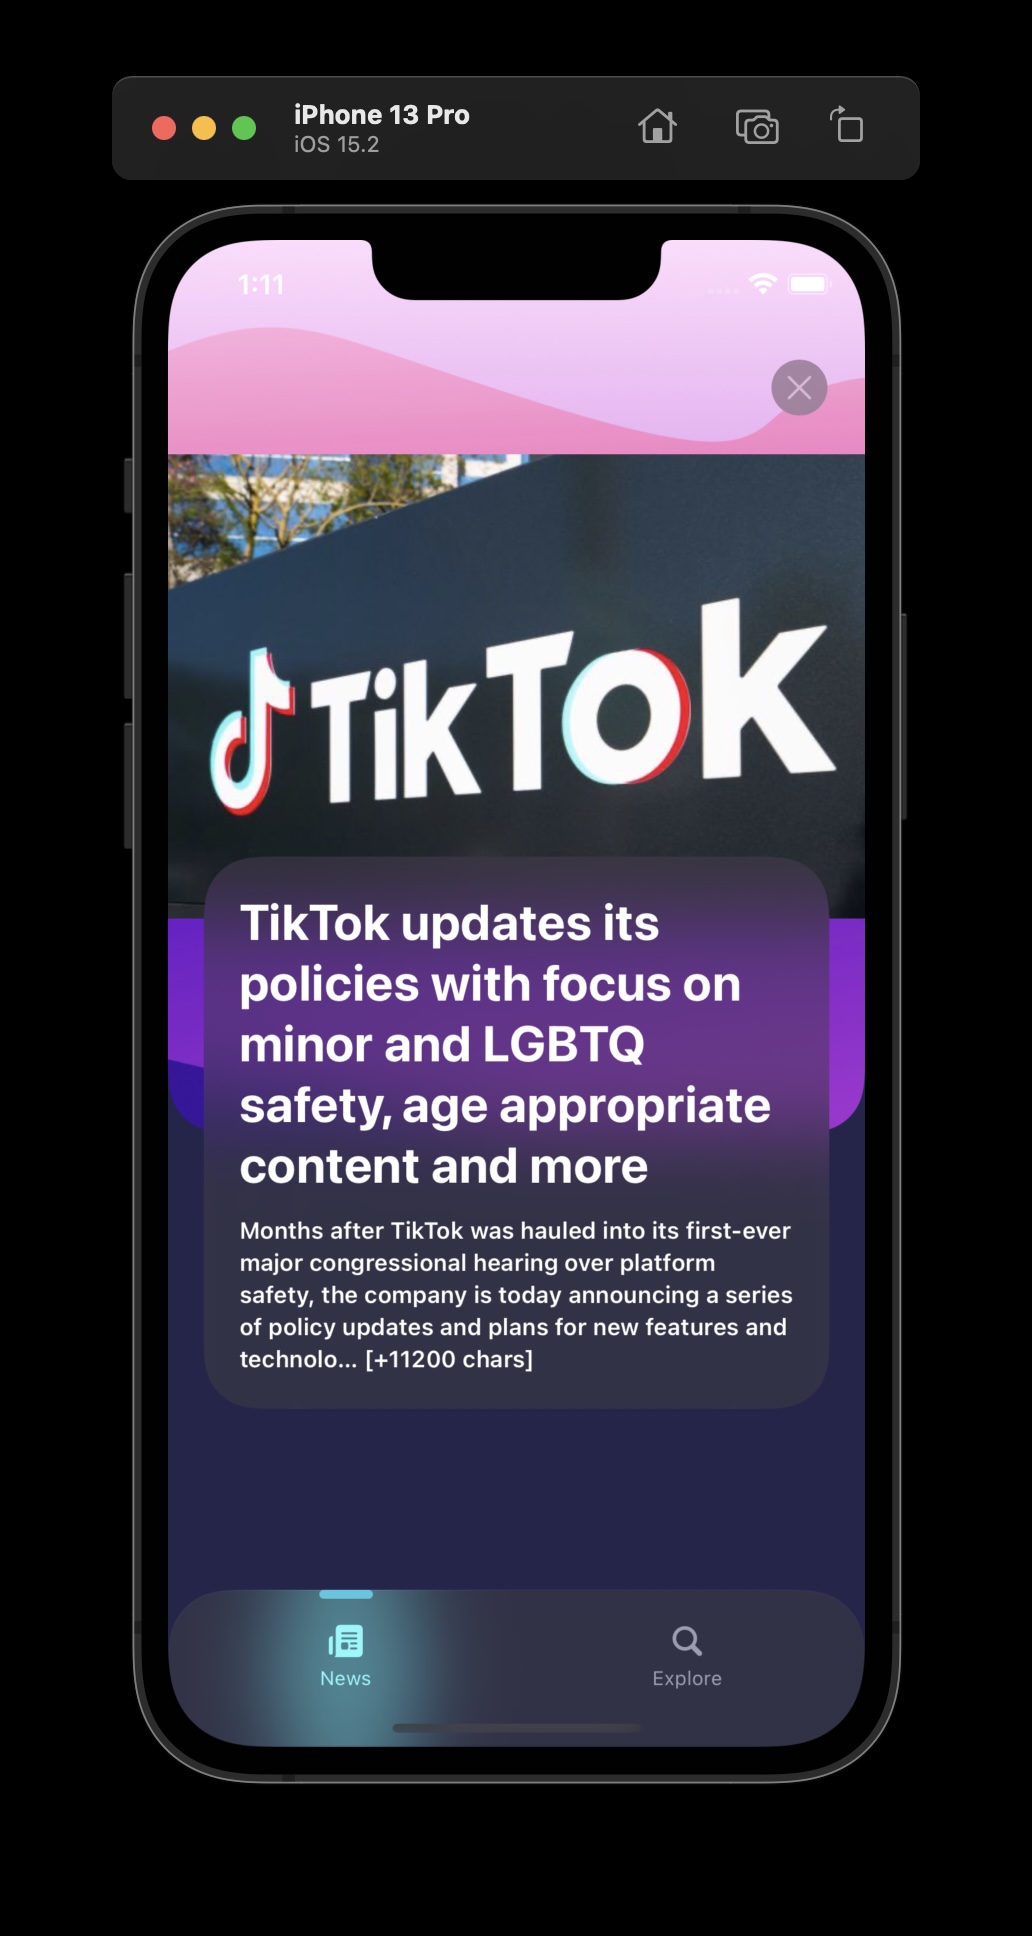 iPhone 13 Pro
iOS 15.2
1:11
TikTok
TikTok updates its
policies with focus on
minor and LGBTQ
safety, age appropriate
content and more
Months after TikTok was hauled into its first-ever
major congressional hearing over platform
safety, the company is today announcing a series
of policy updates and plans for new features and
technolo… [+11200 chars]
News
Explore